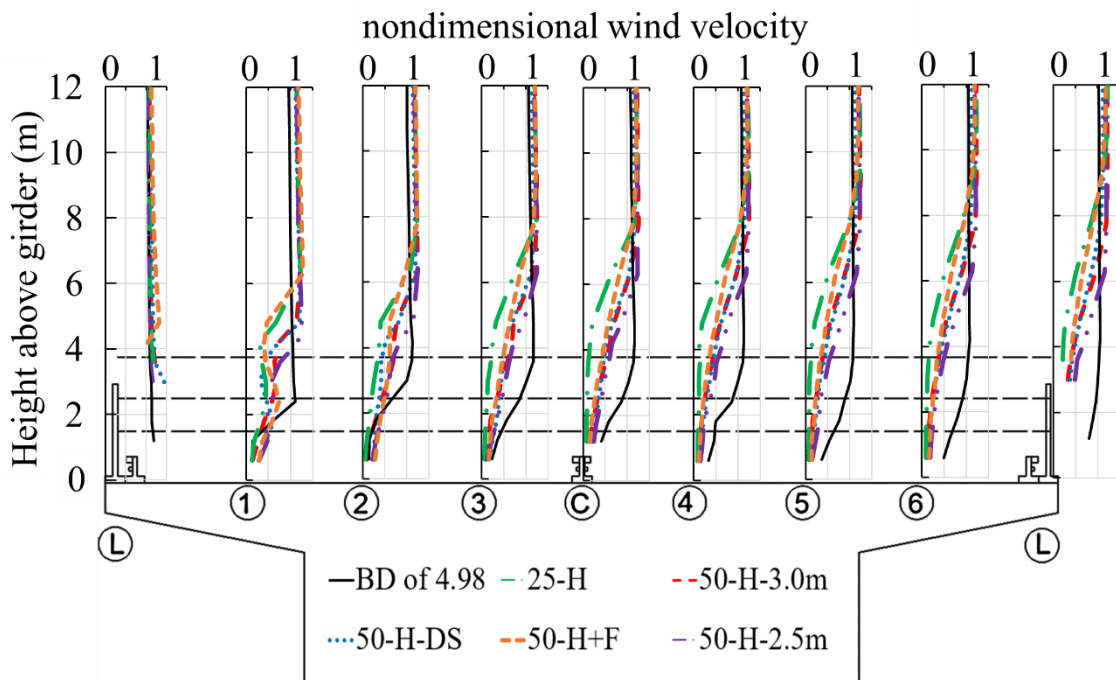 nondimensional wind velocity
0 1 0 1 0 1 0 1 0 1 0 1 0 1 0 1 0 1
Height above girder (m)
12
10
8
6
4
2
0
1 2 3 C 4 5 6
L L
BD of 4.98 25-H 50-H-3.0m
50-H-DS 50-H+F 50-H-2.5m